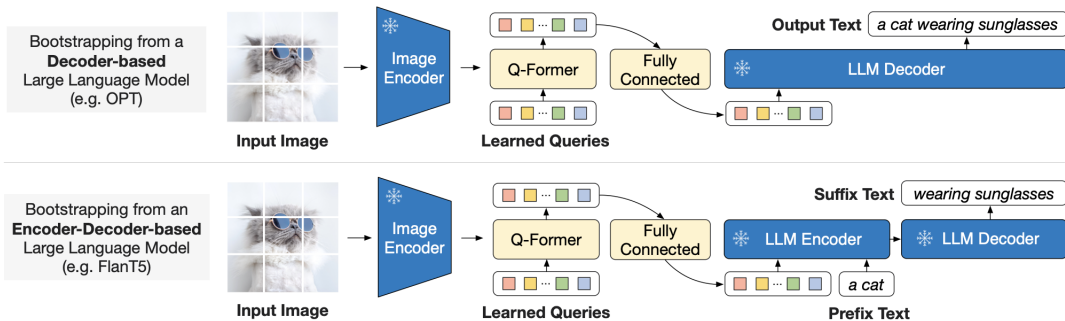 Bootstrapping from a
Decoder-based
Large Language Model
(e.g. OPT)
Input Image
Image
Encoder
Q-Former
...
...
Learned Queries
Fully
Connected
...
Output Text
a cat wearing sunglasses
LLM Decoder
Bootstrapping from an
Encoder-Decoder-based
Large Language Model
(e.g. FlanT5)
Input Image
Image
Encoder
...
Q-Former
...
Learned Queries
Fully
Connected
...
Suffix Text
wearing sunglasses
LLM Encoder
LLM Decoder
a cat
Prefix Text